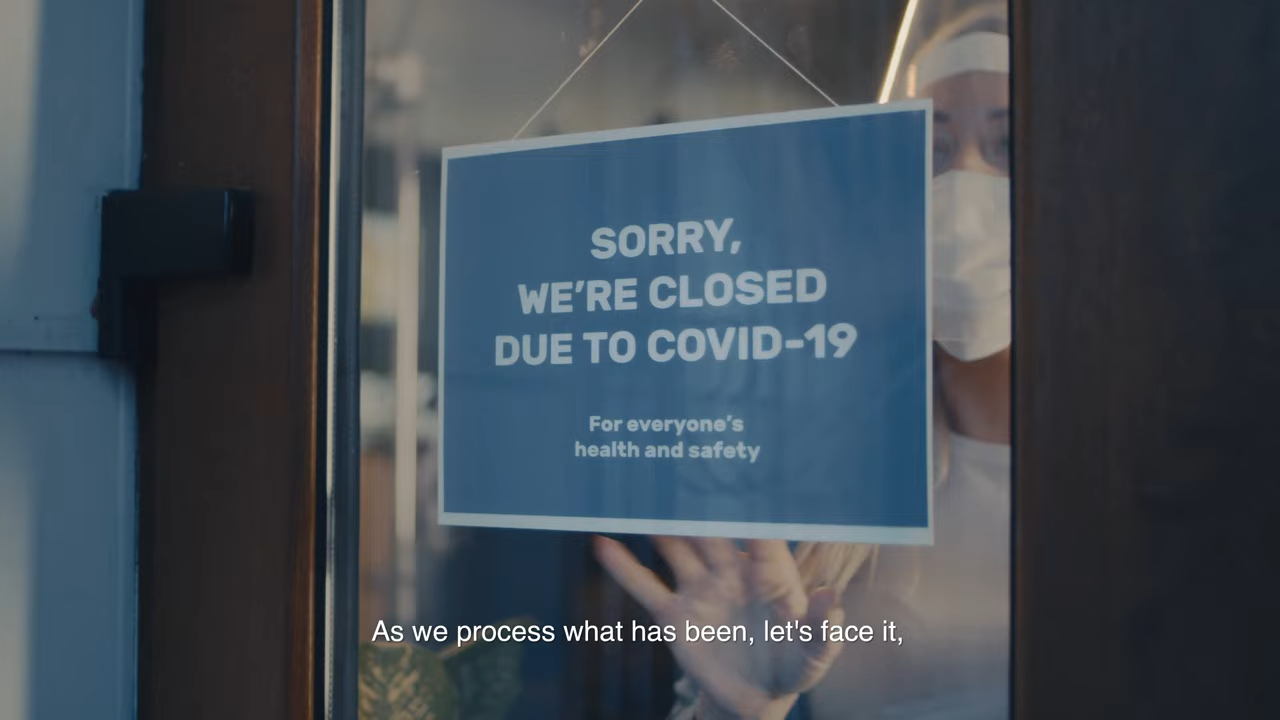 SORRY,
WE'RE CLOSED
DUE TO COVID-19
For everyone's
health and safety
As we process what has been, let's face it,